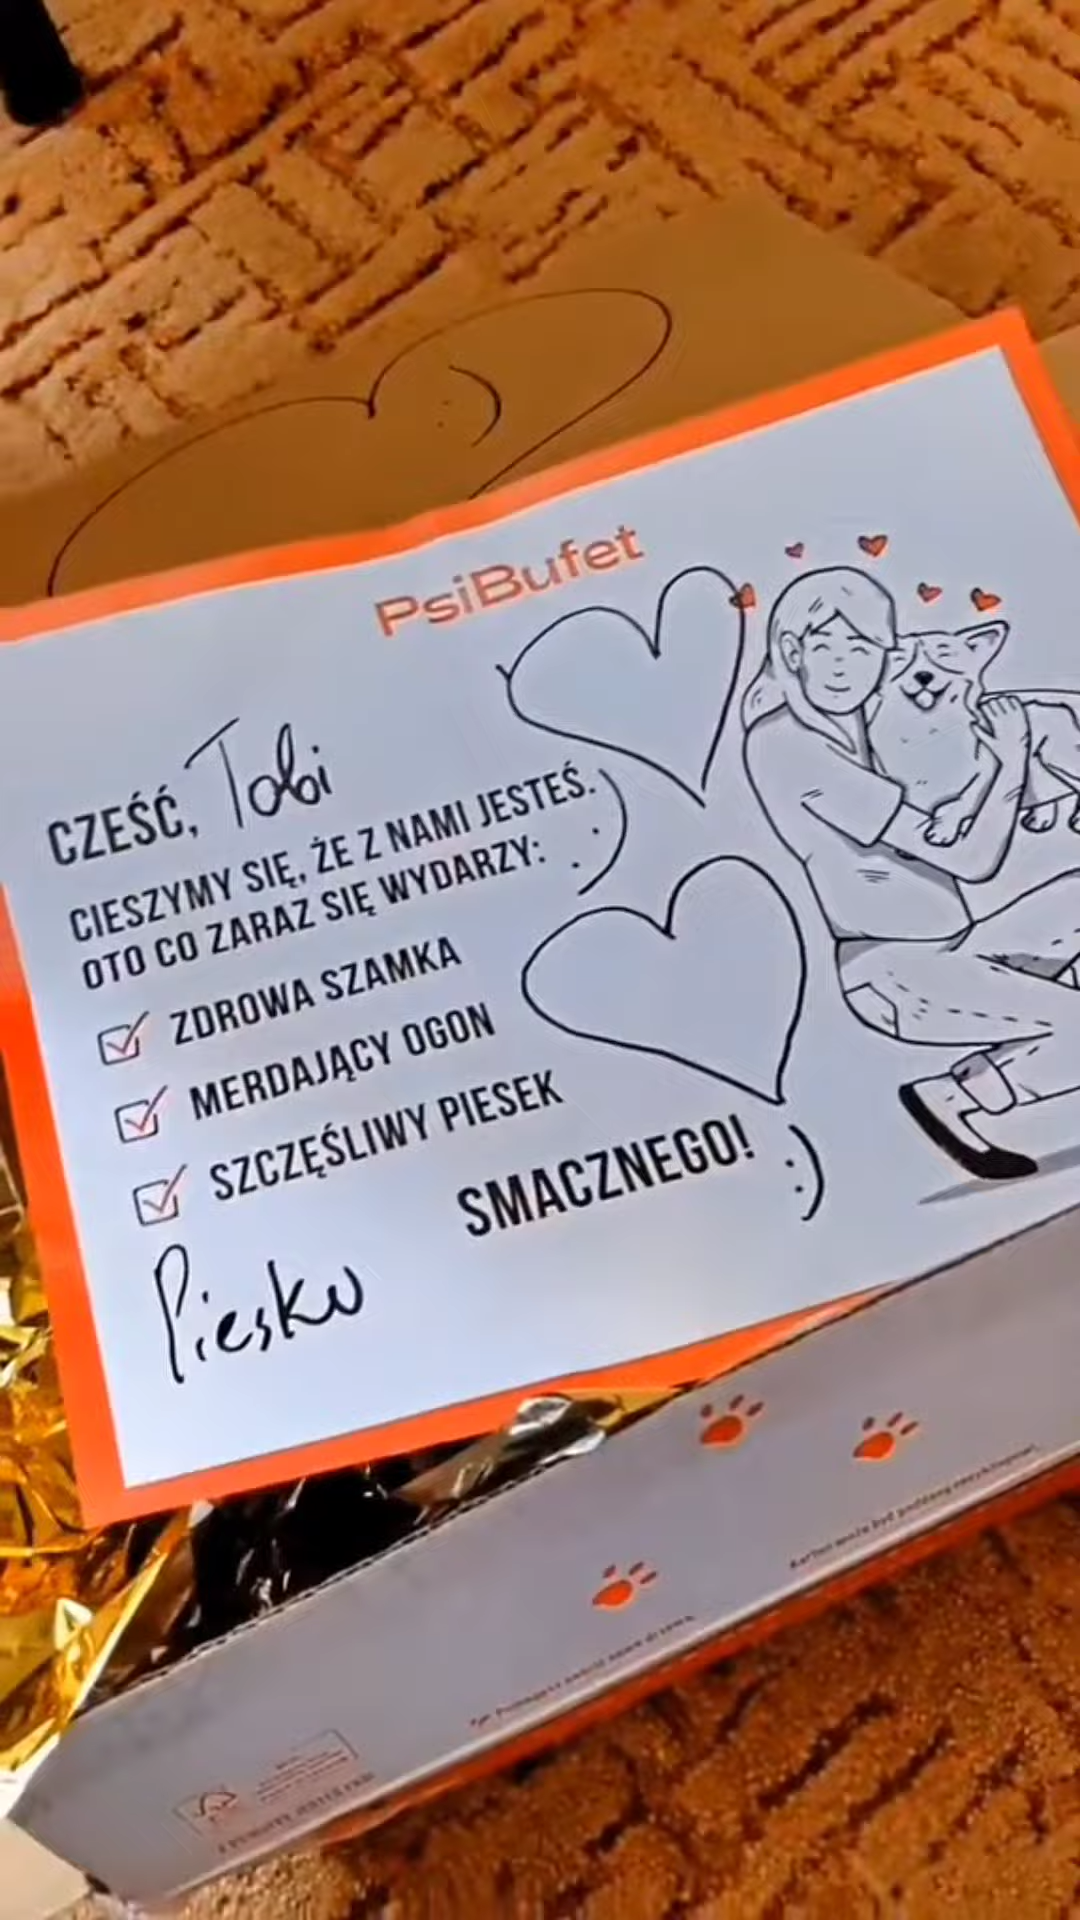 :)
PsiBufet
CZEŚĆ, Tobi
CIESZYMY SIĘ, ŻE Z NAMI JESTEŚ.
OTO CO ZARAZ SIĘ WYDARZY: :)
ZDROWA SZAMKA
MERDAJĄCY OGON
SZCZĘŚLIWY PIESEK
SMACZNEGO! :)
Piesku